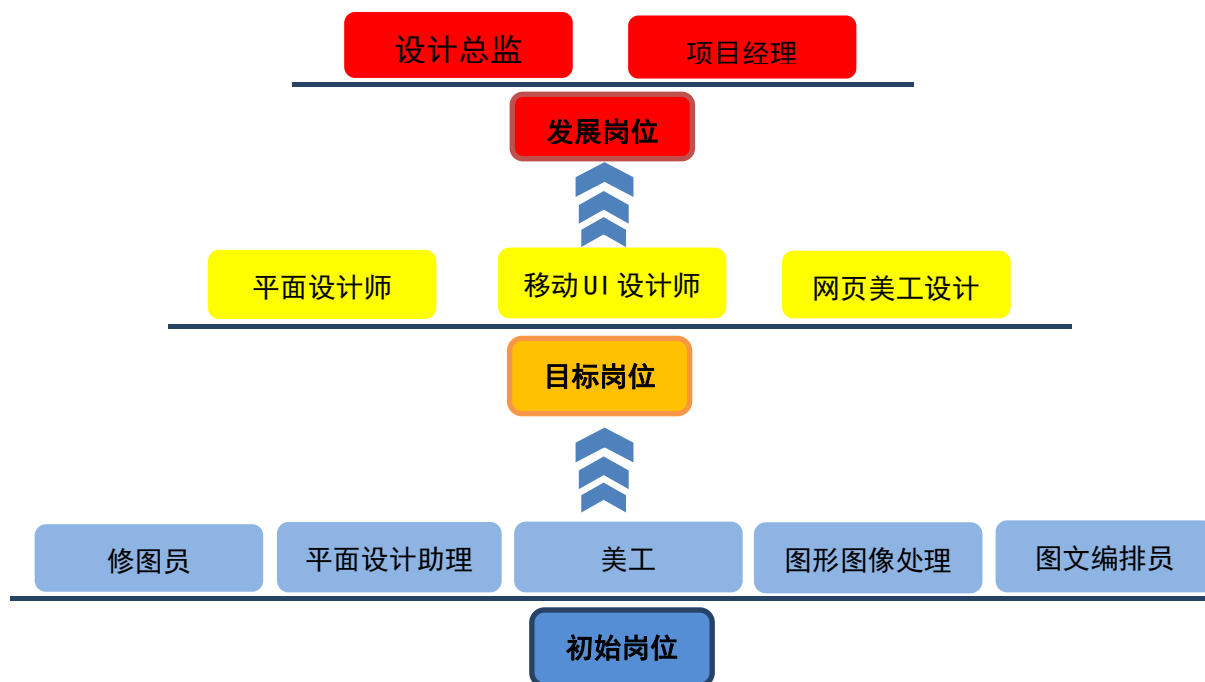 设计总监
项目经理
发展岗位
平面设计师
移动UI设计师
网页美工设计
目标岗位
修图员
平面设计助理
美工
图形图像处理
图文编排员
初始岗位